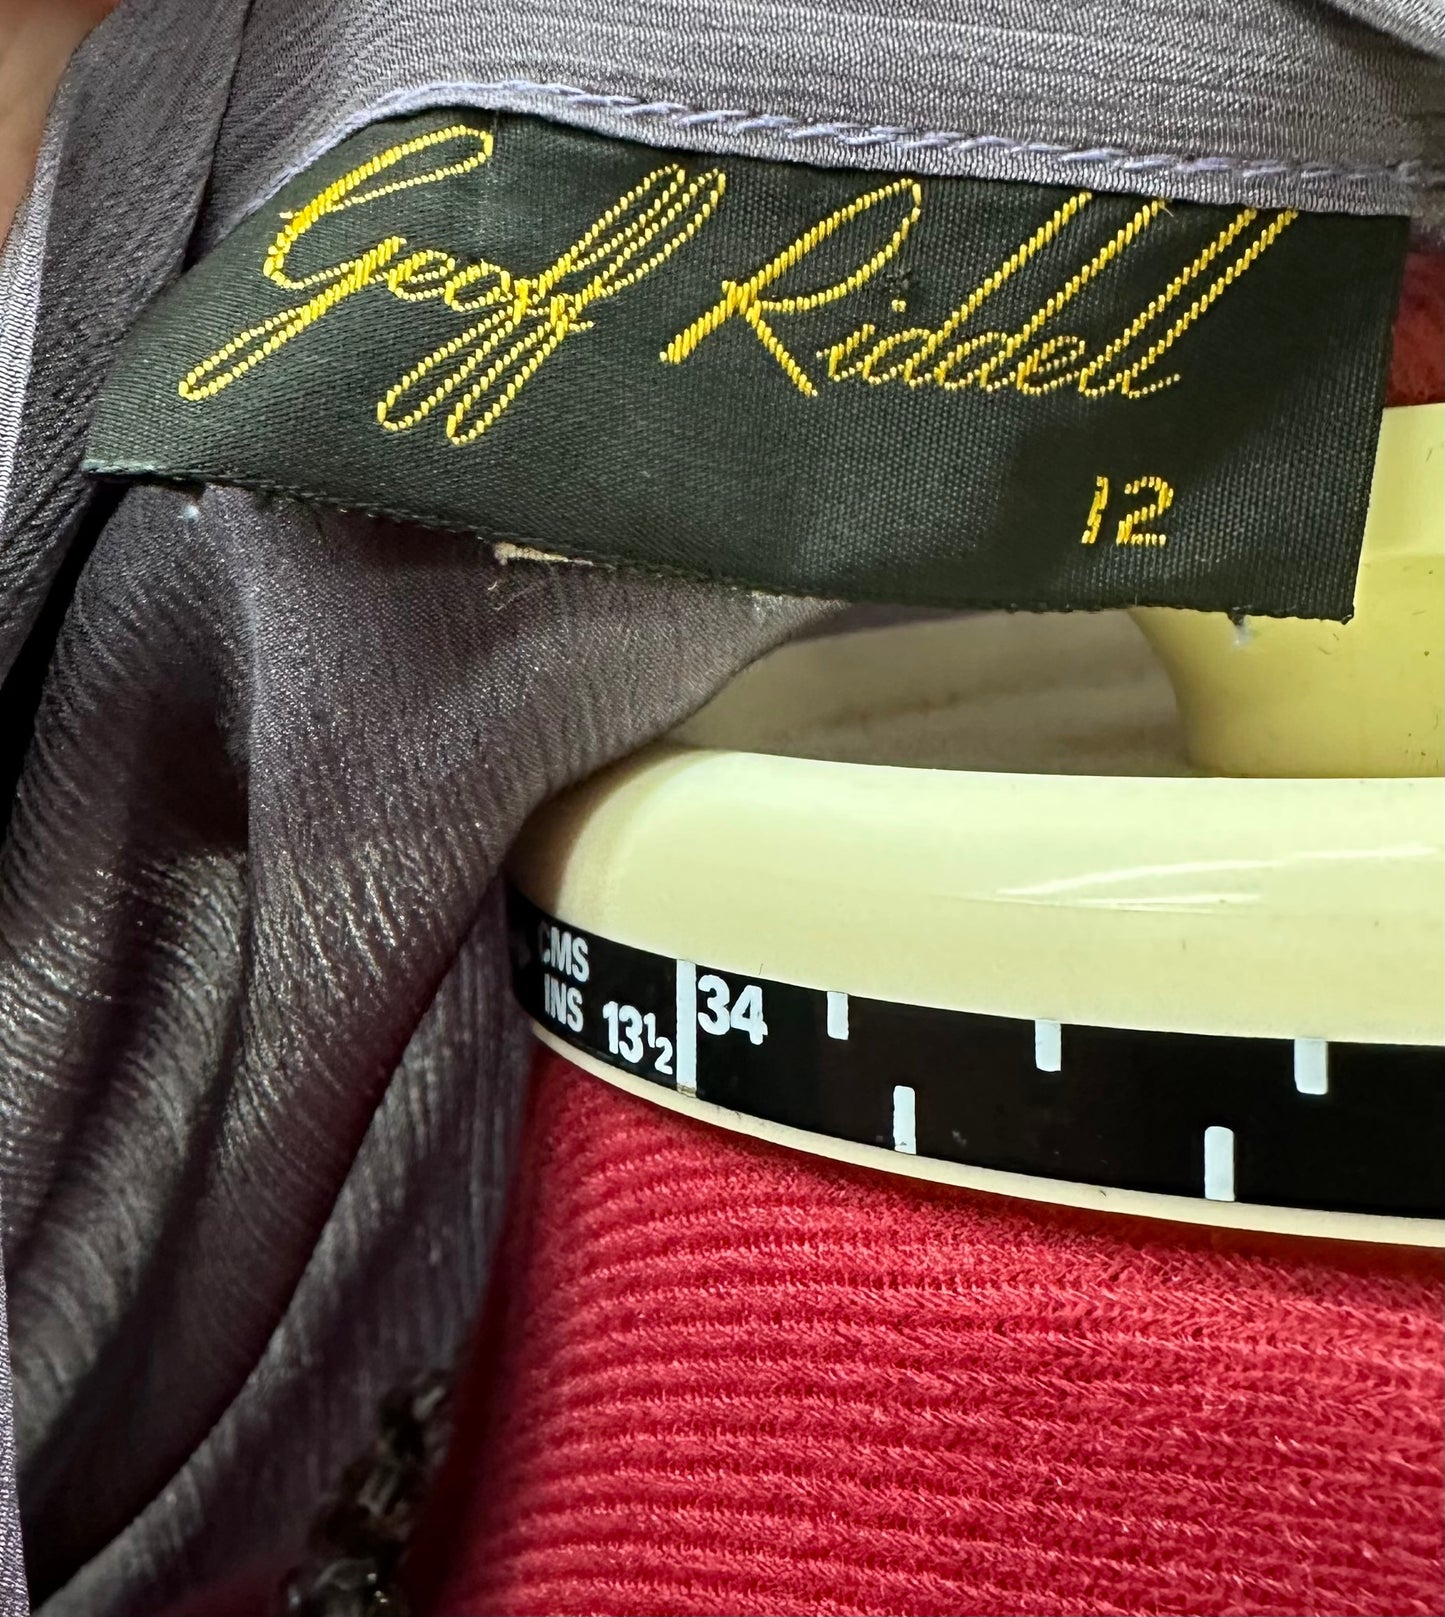 Geoff Riddell
12
CMS 34
INS 13½